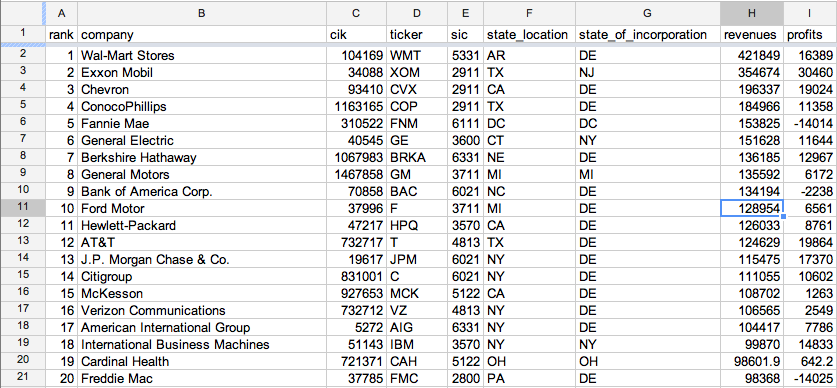 A B C D E F G H I
1 rank company cik ticker sic state_location state_of_incorporation revenues profits
2 1 Wal-Mart Stores 104169 WMT 5331 AR DE 421849 16389
3 2 Exxon Mobil 34088 XOM 2911 TX NJ 354674 30460
4 3 Chevron 93410 CVX 2911 CA DE 196337 19024
5 4 ConocoPhillips 1163165 COP 2911 TX DE 184966 11358
6 5 Fannie Mae 310522 FNM 6111 DC DC 153825 -14014
7 6 General Electric 40545 GE 3600 CT NY 151628 11644
8 7 Berkshire Hathaway 1067983 BRKA 6331 NE DE 136185 12967
9 8 General Motors 1467858 GM 3711 MI MI 135592 6172
10 9 Bank of America Corp. 70858 BAC 6021 NC DE 134194 -2238
11 10 Ford Motor 37996 F 3711 MI DE 128954 6561
12 11 Hewlett-Packard 47217 HPQ 3570 CA DE 126033 8761
13 12 AT&T 732717 T 4813 TX DE 124629 19864
14 13 J.P. Morgan Chase & Co. 19617 JPM 6021 NY DE 115475 17370
15 14 Citigroup 831001 C 6021 NY DE 111055 10602
16 15 McKesson 927653 MCK 5122 CA DE 108702 1263
17 16 Verizon Communications 732712 VZ 4813 NY DE 106565 2549
18 17 American International Group 5272 AIG 6331 NY DE 104417 7786
19 18 International Business Machines 51143 IBM 3570 NY NY 99870 14833
20 19 Cardinal Health 721371 CAH 5122 OH OH 98601.9 642.2
21 20 Freddie Mac 37785 FMC 2800 PA DE 98368 -14025